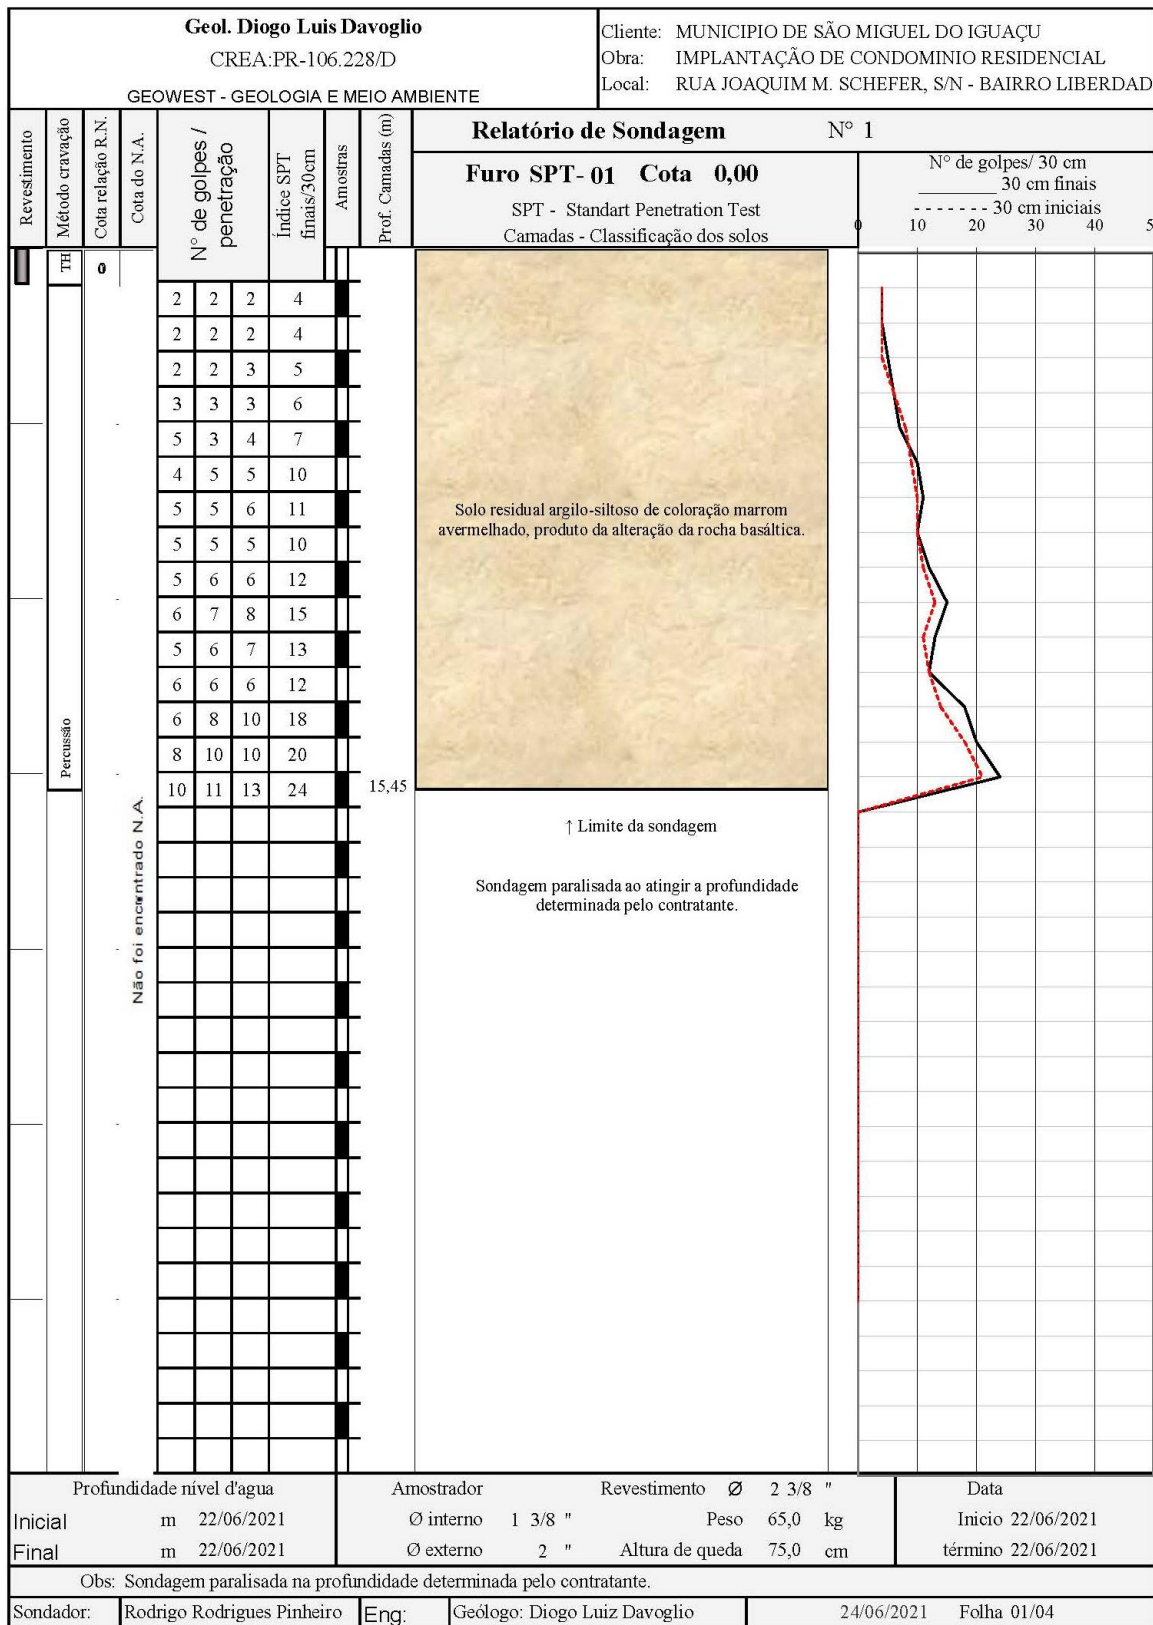 Geol. Diogo Luis Davoglio
CREA:PR-106.228/D
GEOWEST - GEOLOGIA E MEIO AMBIENTE
Cliente: MUNICIPIO DE SÃO MIGUEL DO IGUAÇU
Obra: IMPLANTAÇÃO DE CONDOMINIO RESIDENCIAL
Local: RUA JOAQUIM M. SCHEFER, S/N - BAIRRO LIBERDAD
Revestimento
Método cravação
Cota relação R.N.
Cota do N.A.
N° de golpes /
penetração
Índice SPT
finais/30cm
Amostras
Prof. Camadas (m)
Relatório de Sondagem N° 1
Furo SPT- 01 Cota 0,00
SPT - Standart Penetration Test
Camadas - Classificação dos solos
N° de golpes/ 30 cm
30 cm finais
30 cm iniciais
0 10 20 30 40 5
TH
0
2 2 2 4
2 2 2 4
2 2 3 5
3 3 3 6
5 3 4 7
4 5 5 10
5 5 6 11
5 5 5 10
5 6 6 12
6 7 8 15
5 6 7 13
6 6 6 12
6 8 10 18
8 10 10 20
10 11 13 24
15,45
Percussão
Não foi encontrado N.A.
Solo residual argilo-siltoso de coloração marrom
avermelhado, produto da alteração da rocha basáltica.
↑ Limite da sondagem
Sondagem paralisada ao atingir a profundidade
determinada pelo contratante.
Profundidade nível d'agua
Inicial m 22/06/2021
Final m 22/06/2021
Amostrador Revestimento Ø 2 3/8 "
Ø interno 1 3/8 " Peso 65,0 kg
Ø externo 2 " Altura de queda 75,0 cm
Data
Inicio 22/06/2021
término 22/06/2021
Obs: Sondagem paralisada na profundidade determinada pelo contratante.
Sondador: Rodrigo Rodrigues Pinheiro Eng: Geólogo: Diogo Luiz Davoglio 24/06/2021 Folha 01/04